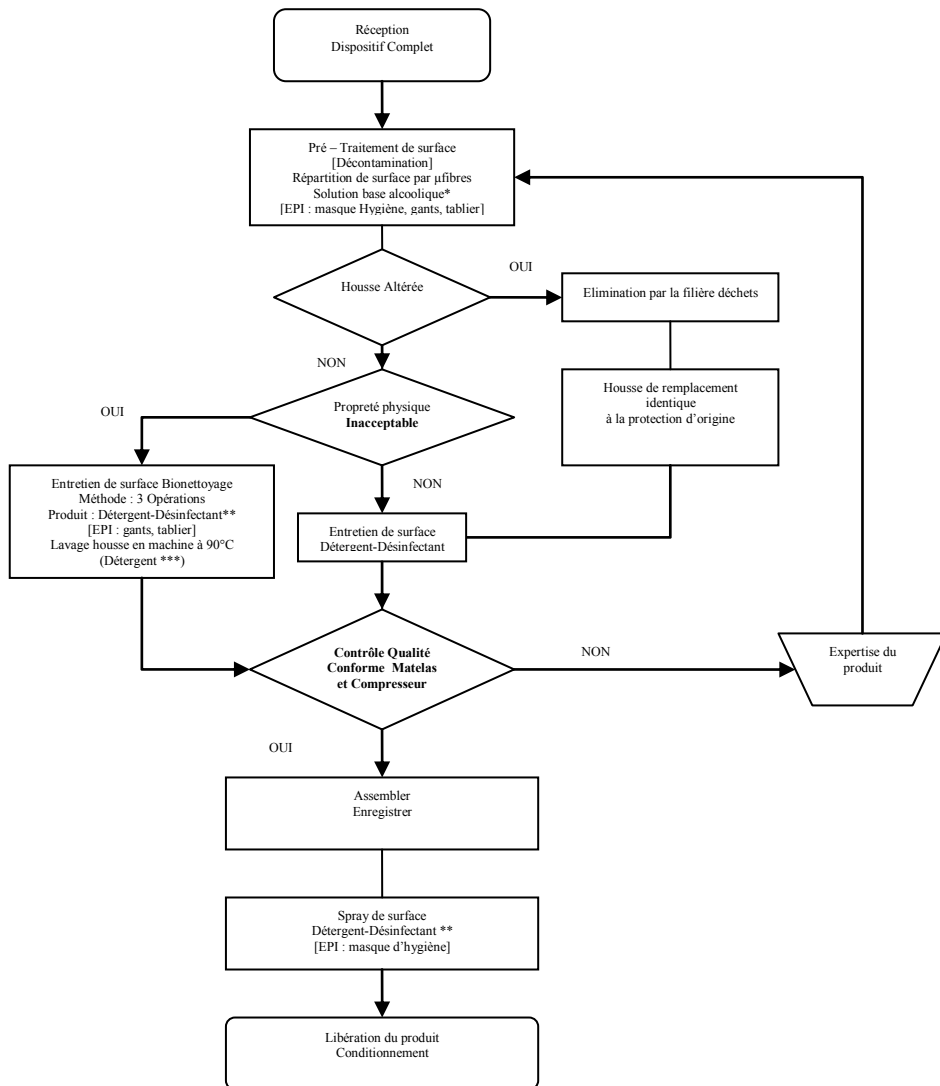 Réception
Dispositif Complet
Pré – Traitement de surface
[Décontamination]
Répartition de surface par µfibres
Solution base alcoolique*
[EPI : masque Hygiène, gants, tablier]
OUI
Housse Altérée
Elimination par la filière déchets
NON
Housse de remplacement
identique
à la protection d’origine
OUI
Propreté physique
Inacceptable
NON
Entretien de surface Bionettoyage
Méthode : 3 Opérations
Produit : Détergent-Désinfectant**
[EPI : gants, tablier]
Lavage housse en machine à 90°C
(Détergent ***)
Entretien de surface
Détergent-Désinfectant
Contrôle Qualité
Conforme Matelas
et Compresseur
NON
Expertise du
produit
OUI
Assembler
Enregistrer
Spray de surface
Détergent-Désinfectant **
[EPI : masque d’hygiène]
Libération du produit
Conditionnement